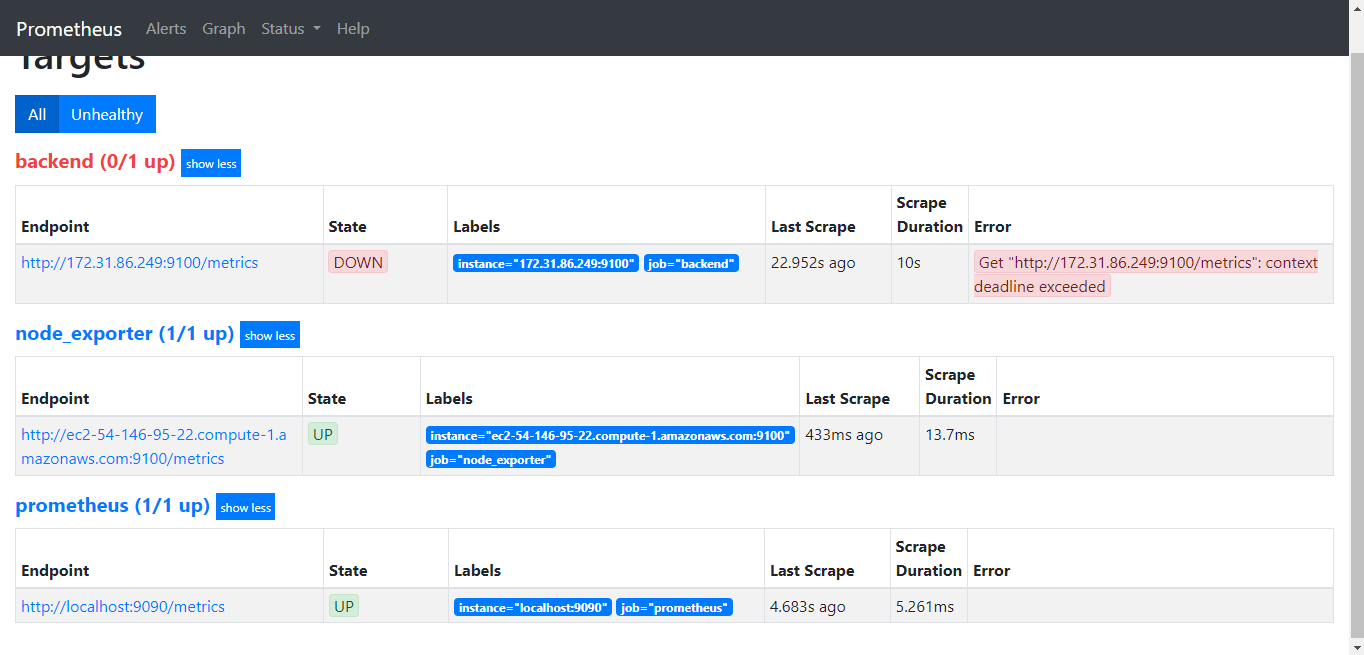 Prometheus Alerts Graph Status Help
Targets
All Unhealthy
backend (0/1 up) show less
Scrape
Endpoint State Labels Last Scrape Duration Error
http://172.31.86.249:9100/metrics DOWN instance="172.31.86.249:9100" job="backend" 22.952s ago 10s Get "http://172.31.86.249:9100/metrics": context
deadline exceeded
node_exporter (1/1 up) show less
Scrape
Endpoint State Labels Last Scrape Duration Error
http://ec2-54-146-95-22.compute-1.a UP instance="ec2-54-146-95-22.compute-1.amazonaws.com:9100" 433ms ago 13.7ms
mazonaws.com:9100/metrics job="node_exporter"
prometheus (1/1 up) show less
Scrape
Endpoint State Labels Last Scrape Duration Error
http://localhost:9090/metrics UP instance="localhost:9090" job="prometheus" 4.683s ago 5.261ms